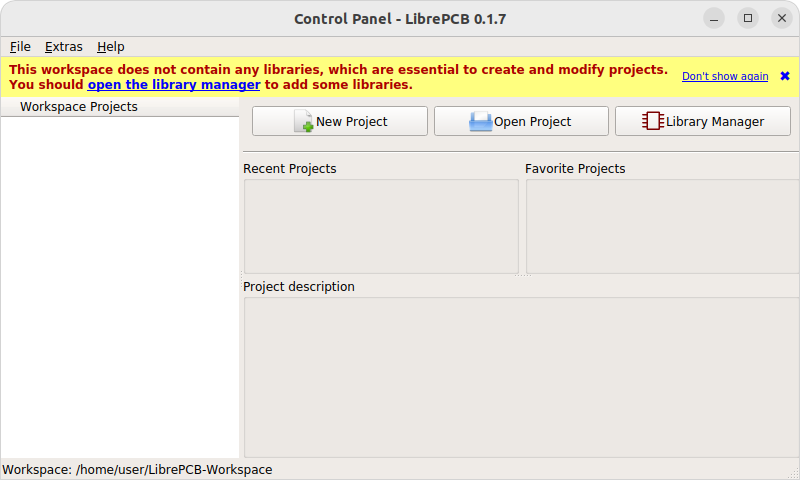 Control Panel - LibrePCB 0.1.7
File Extras Help
This workspace does not contain any libraries, which are essential to create and modify projects.
You should open the library manager to add some libraries.
Don't show again
Workspace Projects
New Project
Open Project
Library Manager
Recent Projects
Favorite Projects
Project description
Workspace: /home/user/LibrePCB-Workspace